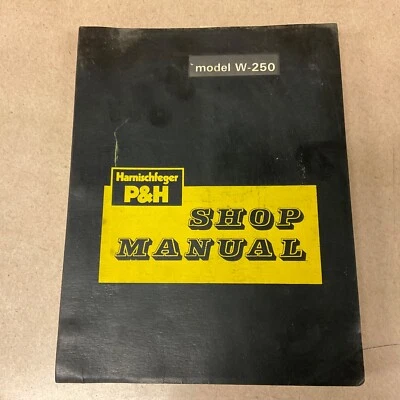 model W-250
Harnischfeger
P&H
SHOP
MANUAL